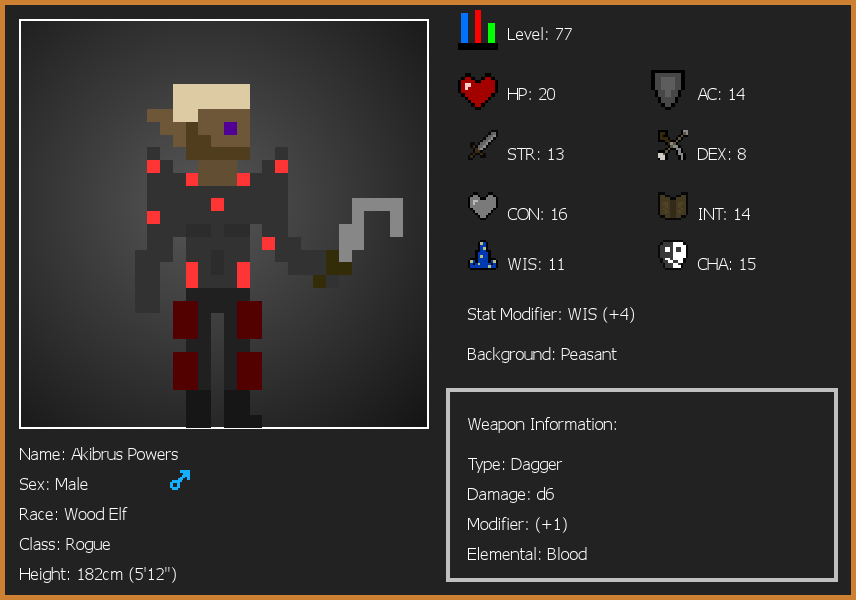 Level: 77
HP: 20
AC: 14
STR: 13
DEX: 8
CON: 16
INT: 14
WIS: 11
CHA: 15
Stat Modifier: WIS (+4)
Background: Peasant
Weapon Information:
Type: Dagger
Damage: d6
Modifier: (+1)
Elemental: Blood
Name: Akibrus Powers
Sex: Male
Race: Wood Elf
Class: Rogue
Height: 182cm (5'12")